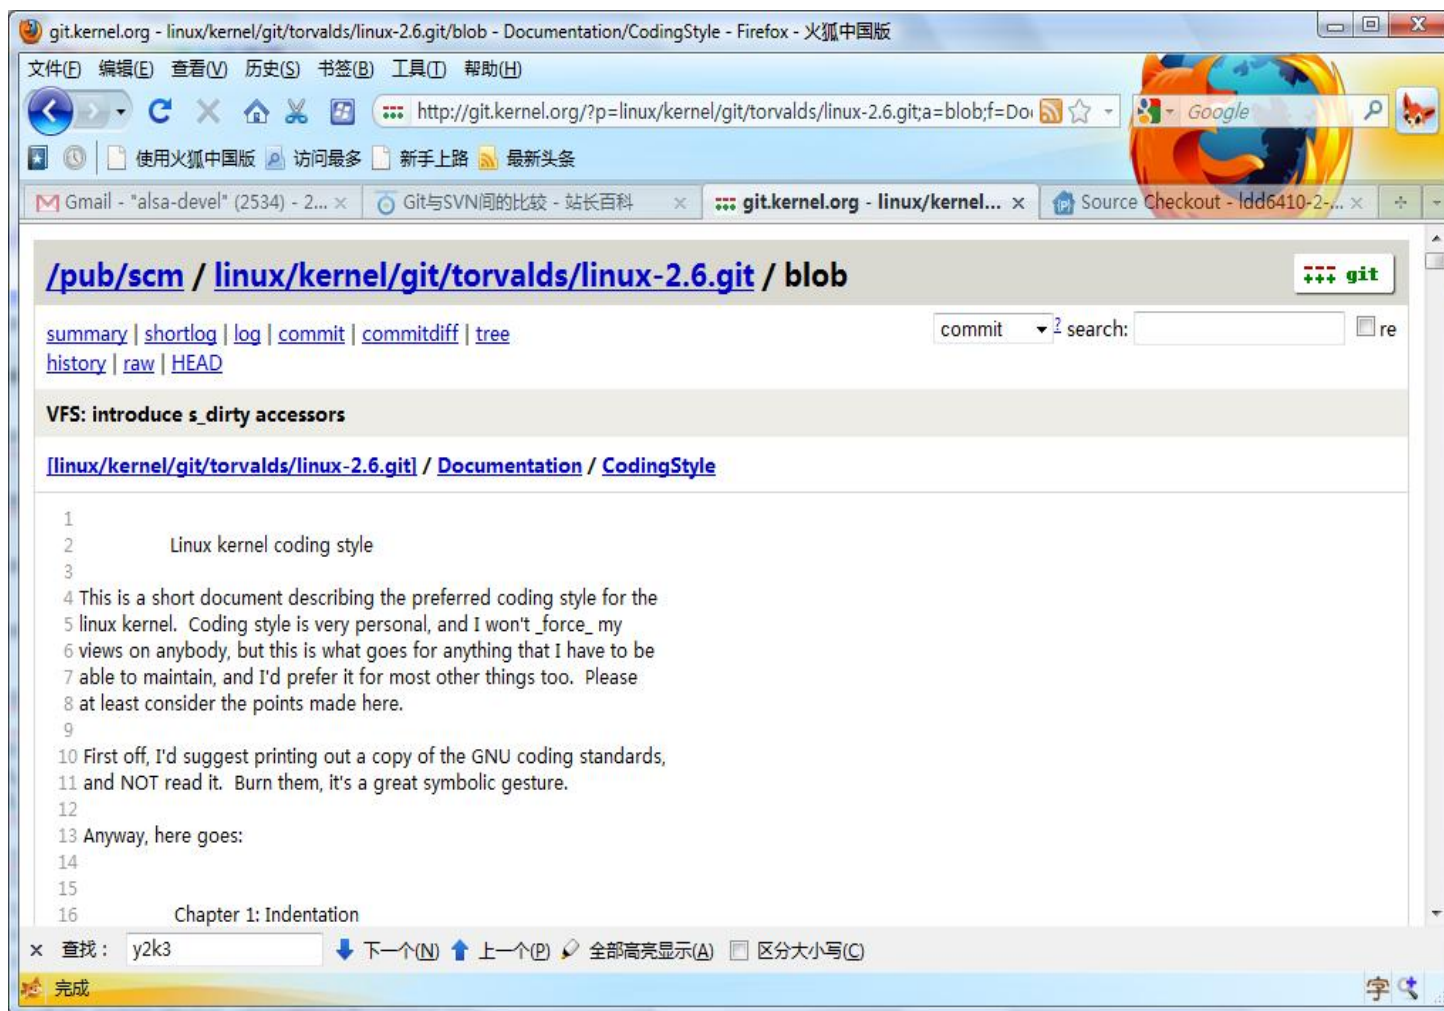 git.kernel.org - linux/kernel/git/torvalds/linux-2.6.git/blob - Documentation/CodingStyle - Firefox - 火狐中国版
文件(F) 编辑(E) 查看(V) 历史(S) 书签(B) 工具(T) 帮助(H)
http://git.kernel.org/?p=linux/kernel/git/torvalds/linux-2.6.git;a=blob;f=Do Google
使用火狐中国版 访问最多 新手上路 最新头条
Gmail - "alsa-devel" (2534) - 2... Git与SVN间的比较 - 站长百科 git.kernel.org - linux/kernel... Source Checkout - ldd6410-2-...
/pub/scm / linux/kernel/git/torvalds/linux-2.6.git / blob git
summary | shortlog | log | commit | commitdiff | tree commit ? search: re
history | raw | HEAD
VFS: introduce s_dirty accessors
[linux/kernel/git/torvalds/linux-2.6.git] / Documentation / CodingStyle
1
2 Linux kernel coding style
3
4 This is a short document describing the preferred coding style for the
5 linux kernel.  Coding style is very personal, and I won't _force_ my
6 views on anybody, but this is what goes for anything that I have to be
7 able to maintain, and I'd prefer it for most other things too.  Please
8 at least consider the points made here.
9
10 First off, I'd suggest printing out a copy of the GNU coding standards,
11 and NOT read it.  Burn them, it's a great symbolic gesture.
12
13 Anyway, here goes:
14
15
16 Chapter 1: Indentation
× 查找： y2k3 下一个(N) 上一个(P) 全部高亮显示(A) 区分大小写(C)
完成 字